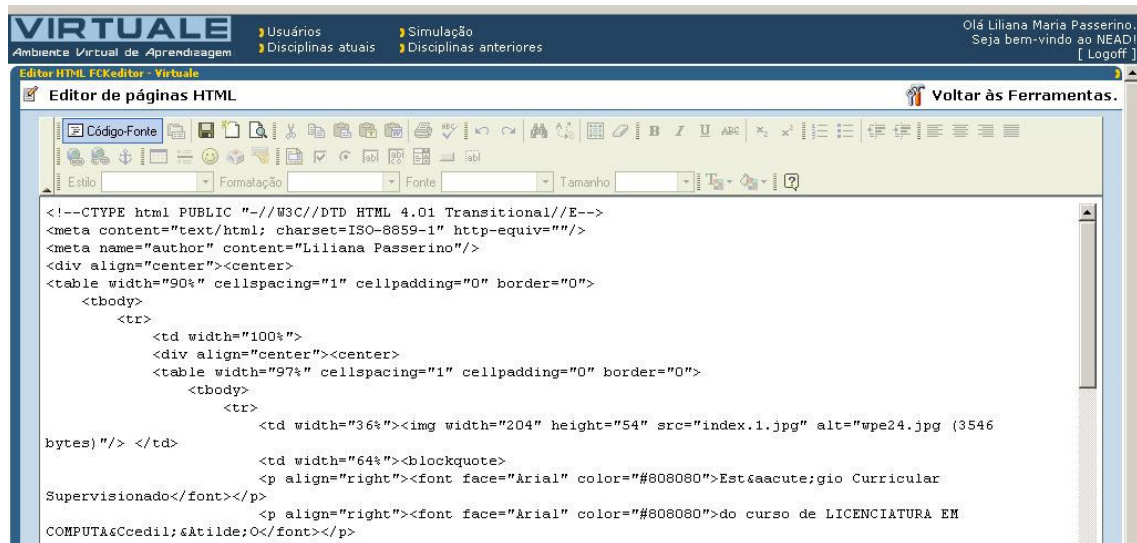 VIRTUALE
Ambiente Virtual de Aprendizagem
Usuários
Disciplinas atuais
Simulação
Disciplinas anteriores
Olá Liliana Maria Passerino.
Seja bem-vindo ao NEAD!
[ Logoff ]
Editor HTML FCKeditor - Virtuale
Editor de páginas HTML
Voltar às Ferramentas.
Código-Fonte
B I U ABC x₂ x²
Estilo Formatação Fonte Tamanho
<!--CTYPE html PUBLIC "-//W3C//DTD HTML 4.01 Transitional//E-->
<meta content="text/html; charset=ISO-8859-1" http-equiv=""/>
<meta name="author" content="Liliana Passerino"/>
<div align="center"><center>
<table width="90%" cellspacing="1" cellpadding="0" border="0">
<tbody>
<tr>
<td width="100%">
<div align="center"><center>
<table width="97%" cellspacing="1" cellpadding="0" border="0">
<tbody>
<tr>
<td width="36%"><img width="204" height="54" src="index.1.jpg" alt="wpe24.jpg (3546
bytes)"/> </td>
<td width="64%"><blockquote>
<p align="right"><font face="Arial" color="#808080">Est&aacute;gio Curricular
Supervisionado</font></p>
<p align="right"><font face="Arial" color="#808080">do curso de LICENCIATURA EM
COMPUTA&Ccedil;&Atilde;O</font></p>